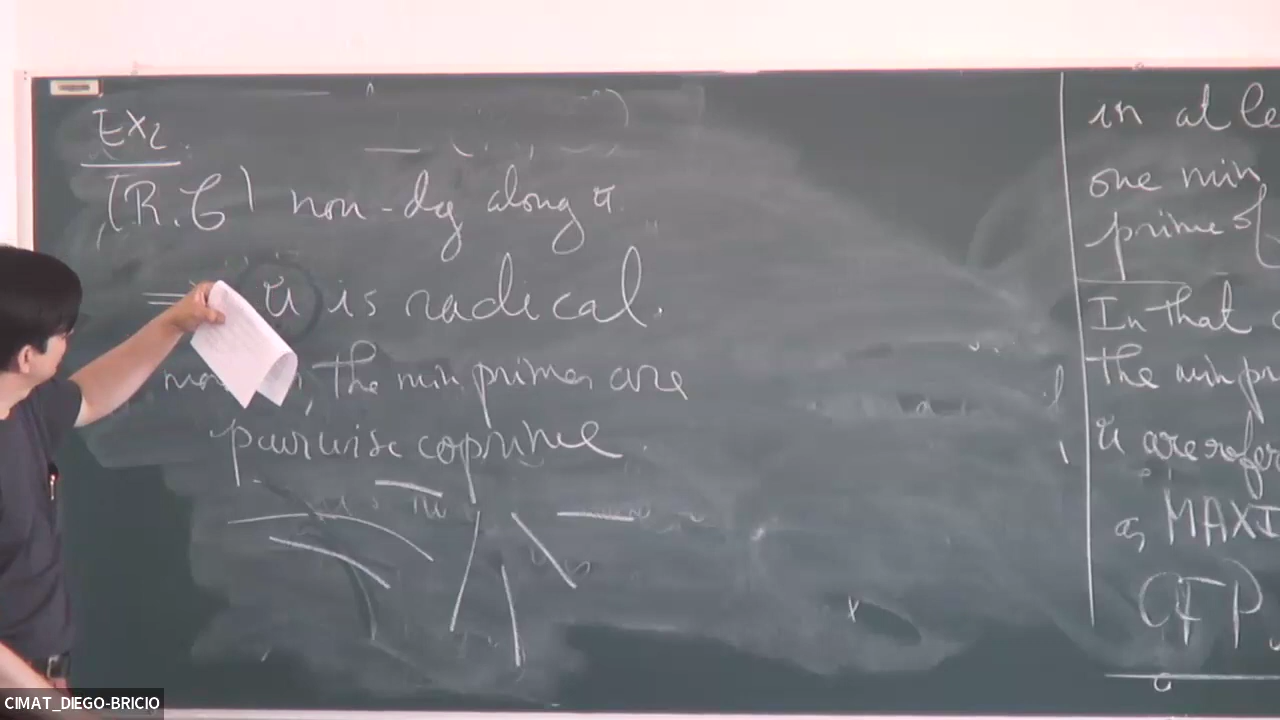 Ex2.
(R.C) non-deg along
is radical.
the min primes are
pairwise coprime.
in at le
one min
prime of
In that
the min pr
are refer
as MAXI
CFP
CIMAT_DIEGO-BRICIO